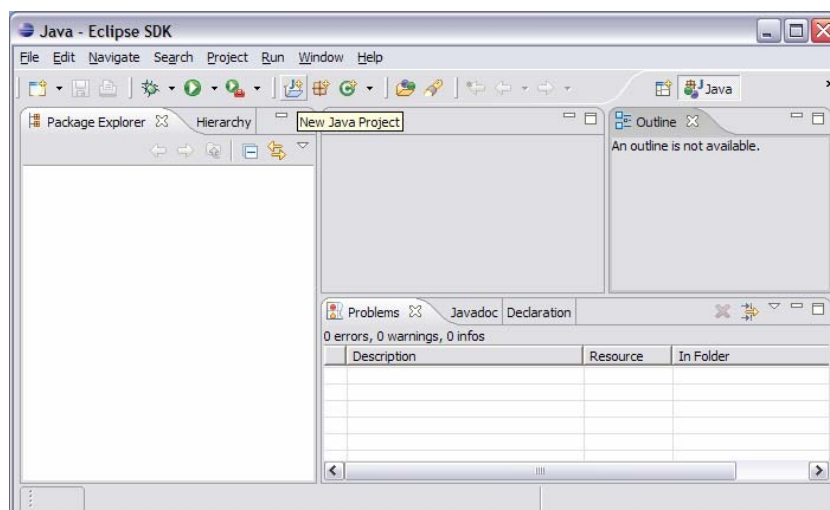 Java - Eclipse SDK
File Edit Navigate Search Project Run Window Help
Java
Package Explorer Hierarchy
New Java Project
Outline
An outline is not available.
Problems Javadoc Declaration
0 errors, 0 warnings, 0 infos
Description Resource In Folder